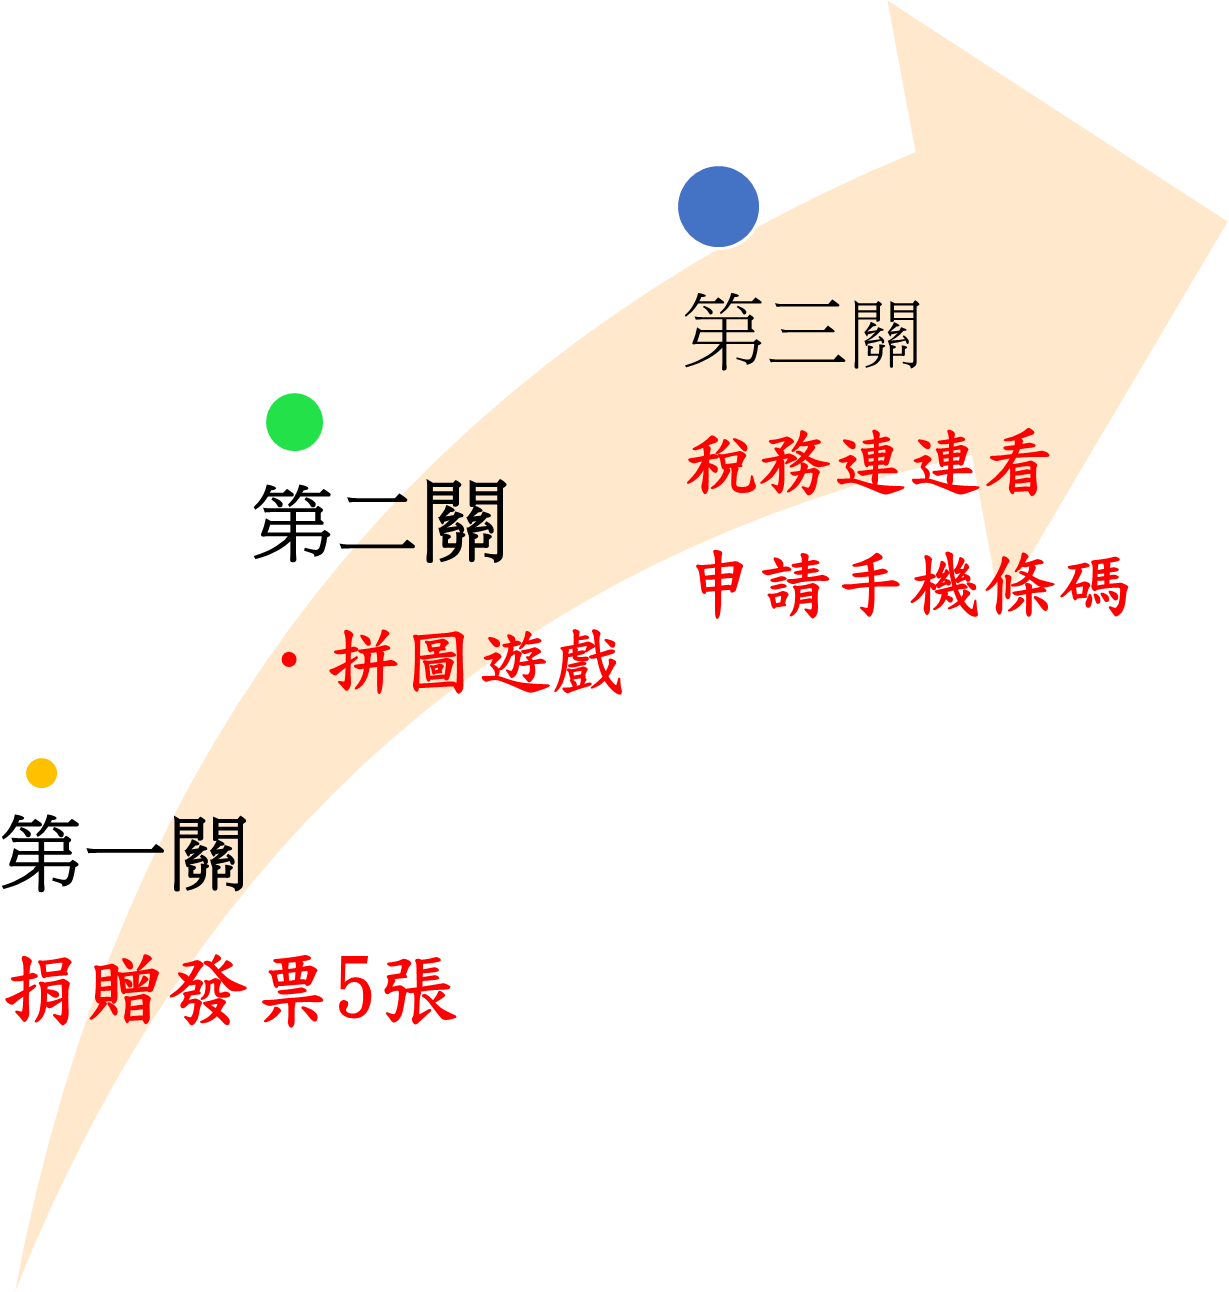 第三關
稅務連連看
申請手機條碼
第二關
•拼圖遊戲
第一關
捐贈發票5張